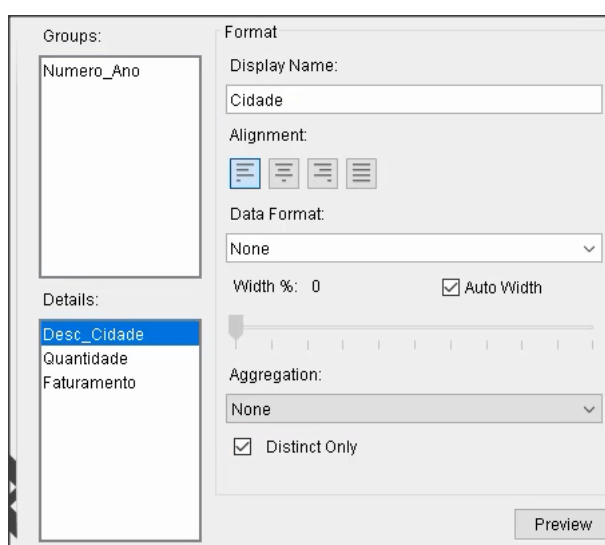 Groups:
Numero_Ano
Details:
Desc_Cidade
Quantidade
Faturamento
Format
Display Name:
Cidade
Alignment:
Data Format:
None
Width %: 0
Auto Width
Aggregation:
None
Distinct Only
Preview